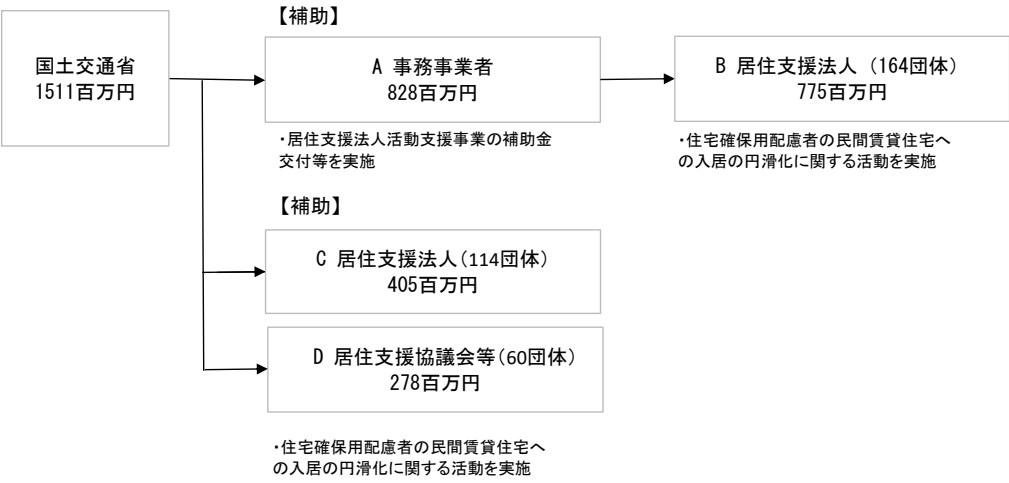 国土交通省
1511百万円
【補助】
A 事務事業者
828百万円
・居住支援法人活動支援事業の補助金
交付等を実施
B 居住支援法人 (164団体)
775百万円
・住宅確保用配慮者の民間賃貸住宅へ
の入居の円滑化に関する活動を実施
【補助】
C 居住支援法人(114団体)
405百万円
D 居住支援協議会等(60団体)
278百万円
・住宅確保用配慮者の民間賃貸住宅へ
の入居の円滑化に関する活動を実施